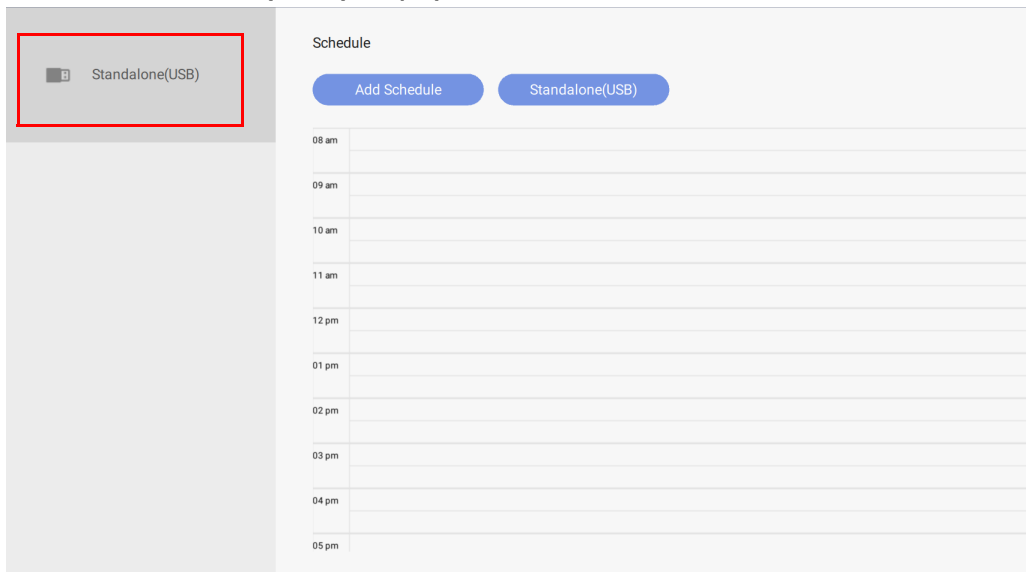 Standalone(USB)
Schedule
Add Schedule
Standalone(USB)
08 am
09 am
10 am
11 am
12 pm
01 pm
02 pm
03 pm
04 pm
05 pm